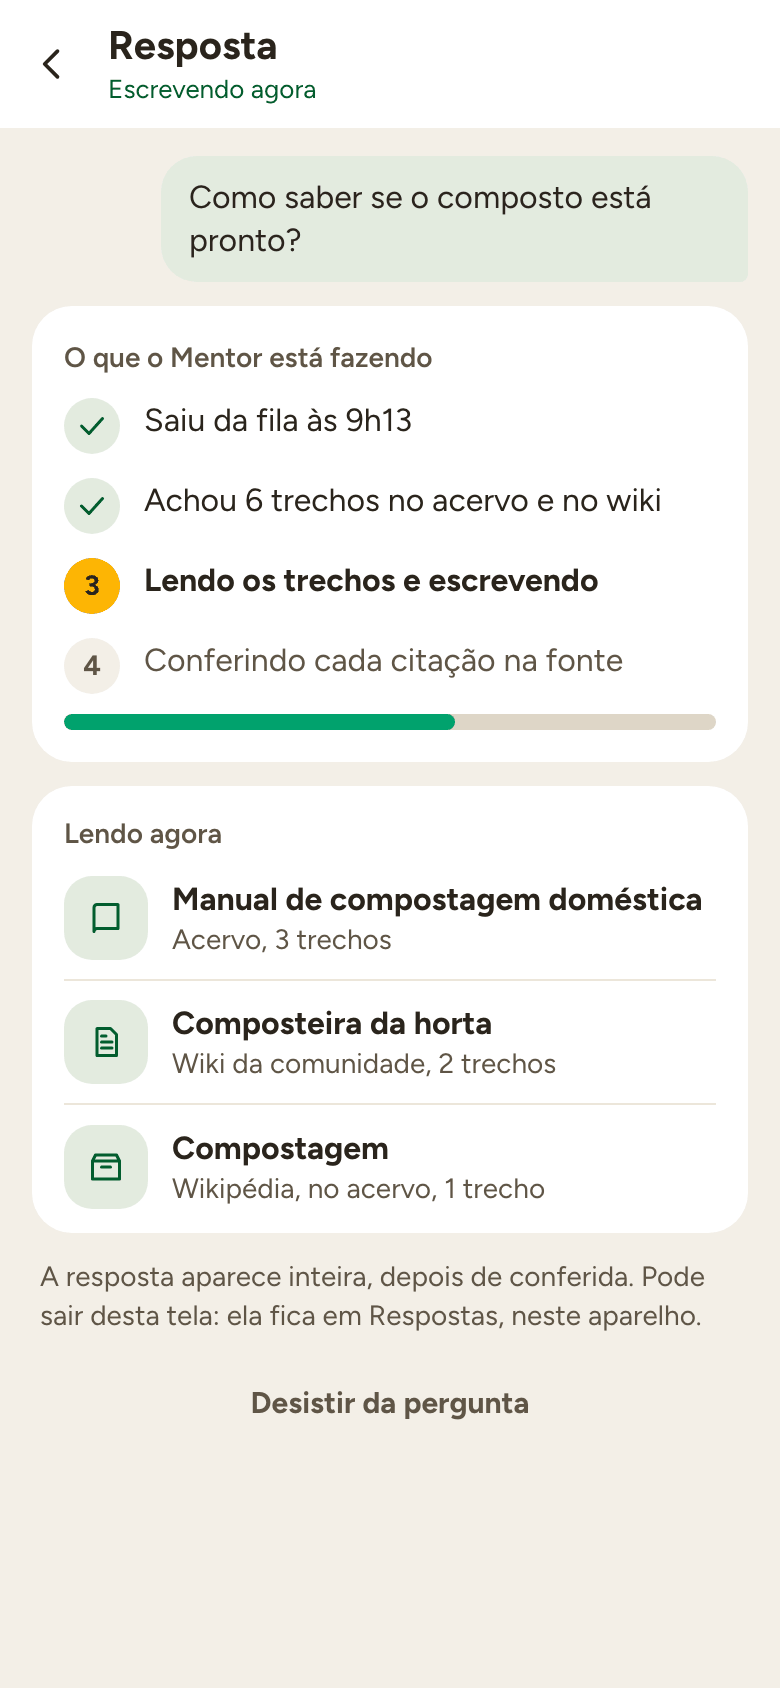 Resposta
Escrevendo agora
Como saber se o composto está
pronto?
O que o Mentor está fazendo
Saiu da fila às 9h13
Achou 6 trechos no acervo e no wiki
3 Lendo os trechos e escrevendo
4 Conferindo cada citação na fonte
Lendo agora
Manual de compostagem doméstica
Acervo, 3 trechos
Composteira da horta
Wiki da comunidade, 2 trechos
Compostagem
Wikipédia, no acervo, 1 trecho
A resposta aparece inteira, depois de conferida. Pode
sair desta tela: ela fica em Respostas, neste aparelho.
Desistir da pergunta